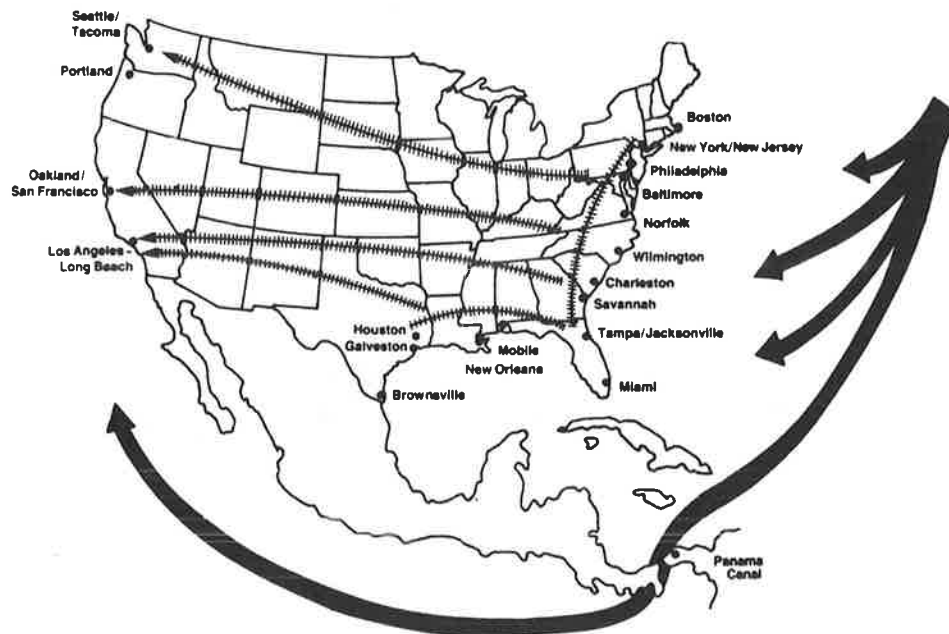 Seattle/
Tacoma
Portland
Boston
New York/New Jersey
Philadelphia
Oakland/
San Francisco
Baltimore
Norfolk
Los Angeles -
Long Beach
Wilmington
Charleston
Savannah
Houston
Galveston
Tampa/Jacksonville
Mobile
New Orleans
Brownsville
Miami
Panama
Canal